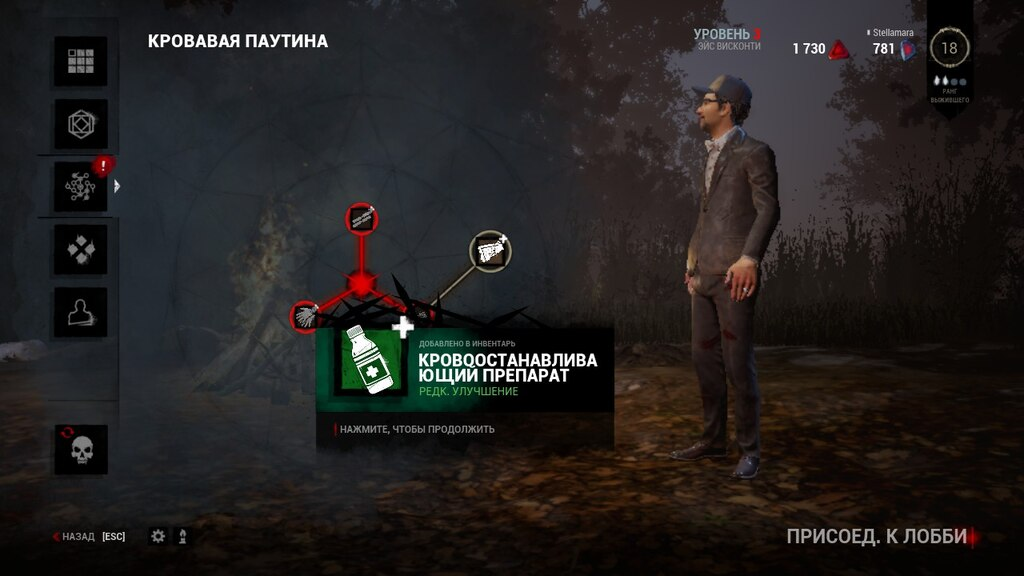 КРОВАВАЯ ПАУТИНА
УРОВЕНЬ 3
ЭЙС ВИСКОНТИ
1 730
Stellamara
781
18
РАНГ
ВЫЖИВШЕГО
!
ДОБАВЛЕНО В ИНВЕНТАРЬ
КРОВООСТАНАВЛИВА
ЮЩИЙ ПРЕПАРАТ
РЕДК. УЛУЧШЕНИЕ
НАЖМИТЕ, ЧТОБЫ ПРОДОЛЖИТЬ
НАЗАД [ESC]
ПРИСОЕД. К ЛОББИ